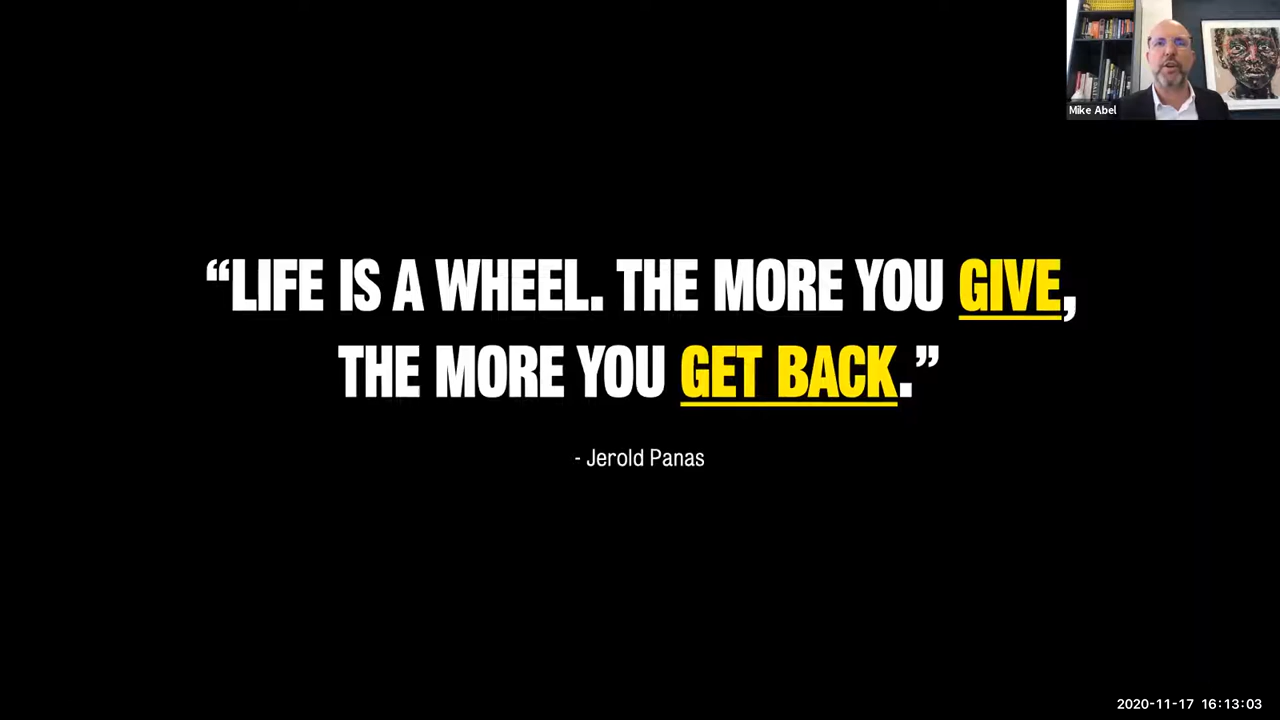 Mike Abel
“LIFE IS A WHEEL. THE MORE YOU GIVE,
THE MORE YOU GET BACK.”
- Jerold Panas
2020-11-17 16:13:03